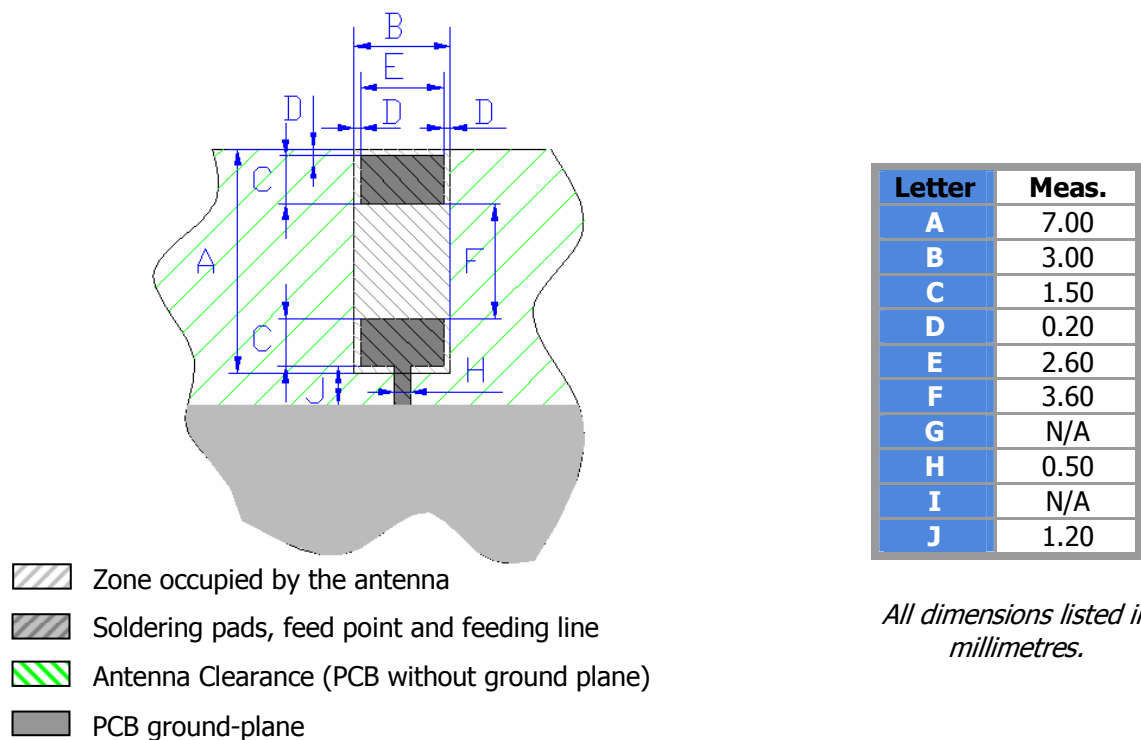 B
E
D D D
C
A F
C
H
J
Letter Meas.
A 7.00
B 3.00
C 1.50
D 0.20
E 2.60
F 3.60
G N/A
H 0.50
I N/A
J 1.20
All dimensions listed i
millimetres.
Zone occupied by the antenna
Soldering pads, feed point and feeding line
Antenna Clearance (PCB without ground plane)
PCB ground-plane